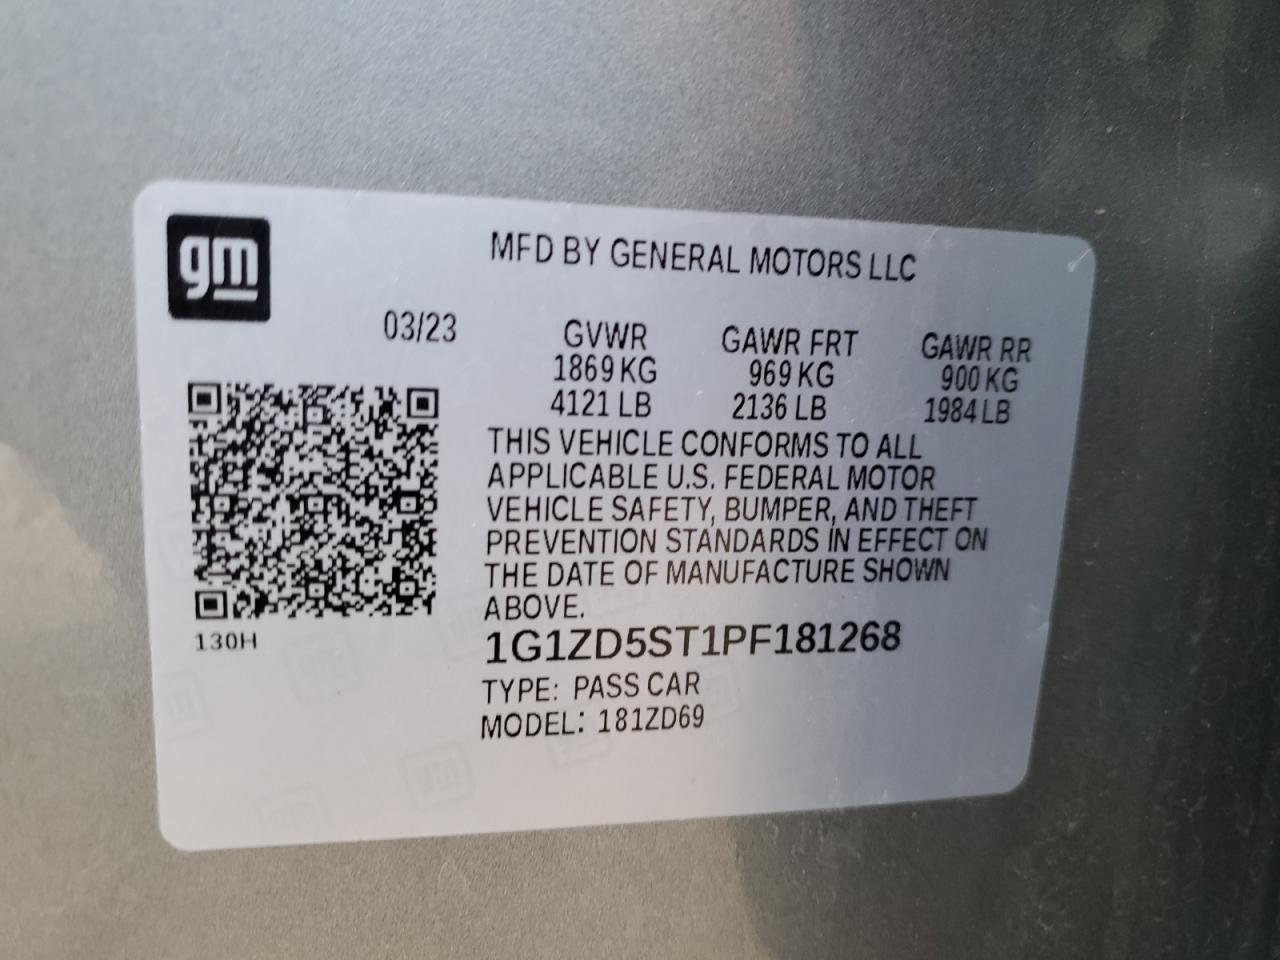 gm
MFD BY GENERAL MOTORS LLC
03/23
GVWR GAWR FRT GAWR RR
1869 KG 969 KG 900 KG
4121 LB 2136 LB 1984 LB
THIS VEHICLE CONFORMS TO ALL
APPLICABLE U.S. FEDERAL MOTOR
VEHICLE SAFETY, BUMPER, AND THEFT
PREVENTION STANDARDS IN EFFECT ON
THE DATE OF MANUFACTURE SHOWN
ABOVE.
130H
1G1ZD5ST1PF181268
TYPE: PASS CAR
MODEL: 181ZD69